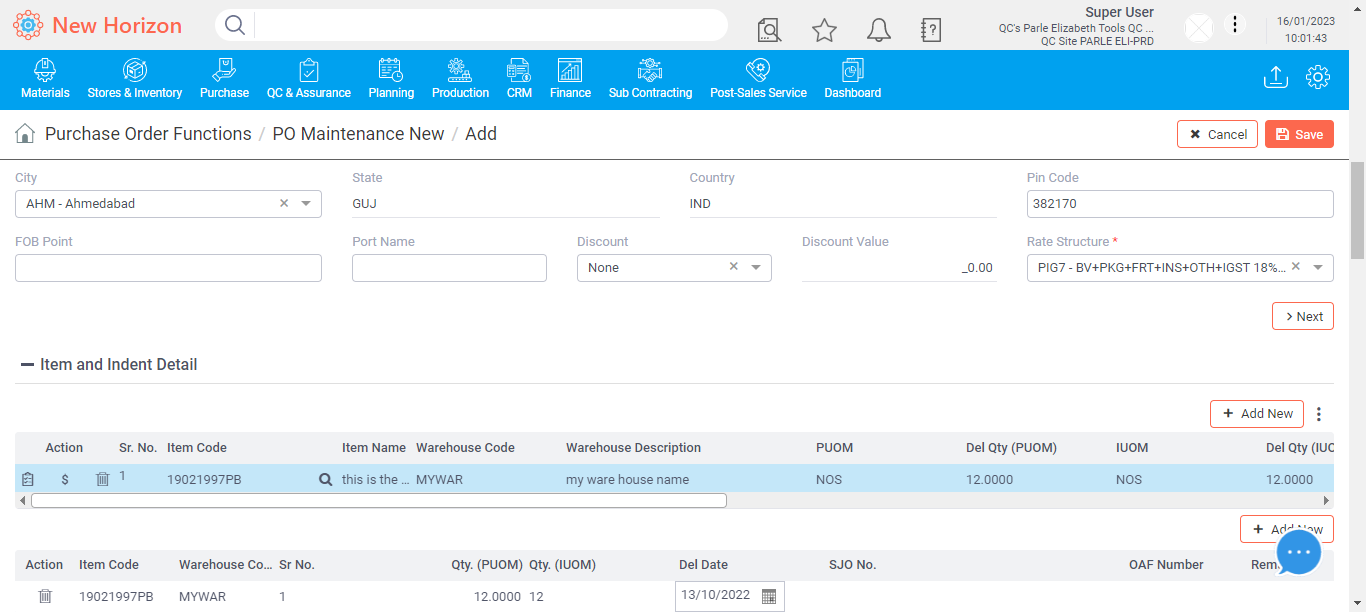 New Horizon
Super User
QC's Parle Elizabeth Tools QC ...
QC Site PARLE ELI-PRD
16/01/2023
10:01:43
Materials Stores & Inventory Purchase QC & Assurance Planning Production CRM Finance Sub Contracting Post-Sales Service Dashboard
Purchase Order Functions / PO Maintenance New / Add Cancel Save
City State Country Pin Code
AHM - Ahmedabad GUJ IND 382170
FOB Point Port Name Discount Discount Value Rate Structure *
None _0.00 PIG7 - BV+PKG+FRT+INS+OTH+IGST 18%...
> Next
Item and Indent Detail
+ Add New
Action Sr. No. Item Code Item Name Warehouse Code Warehouse Description PUOM Del Qty (PUOM) IUOM Del Qty (IUO
$ 1 19021997PB this is the ... MYWAR my ware house name NOS 12.0000 NOS 12.0000
+ Add New
Action Item Code Warehouse Co... Sr No. Qty. (PUOM) Qty. (IUOM) Del Date SJO No. OAF Number Rem
19021997PB MYWAR 1 12.0000 12 13/10/2022